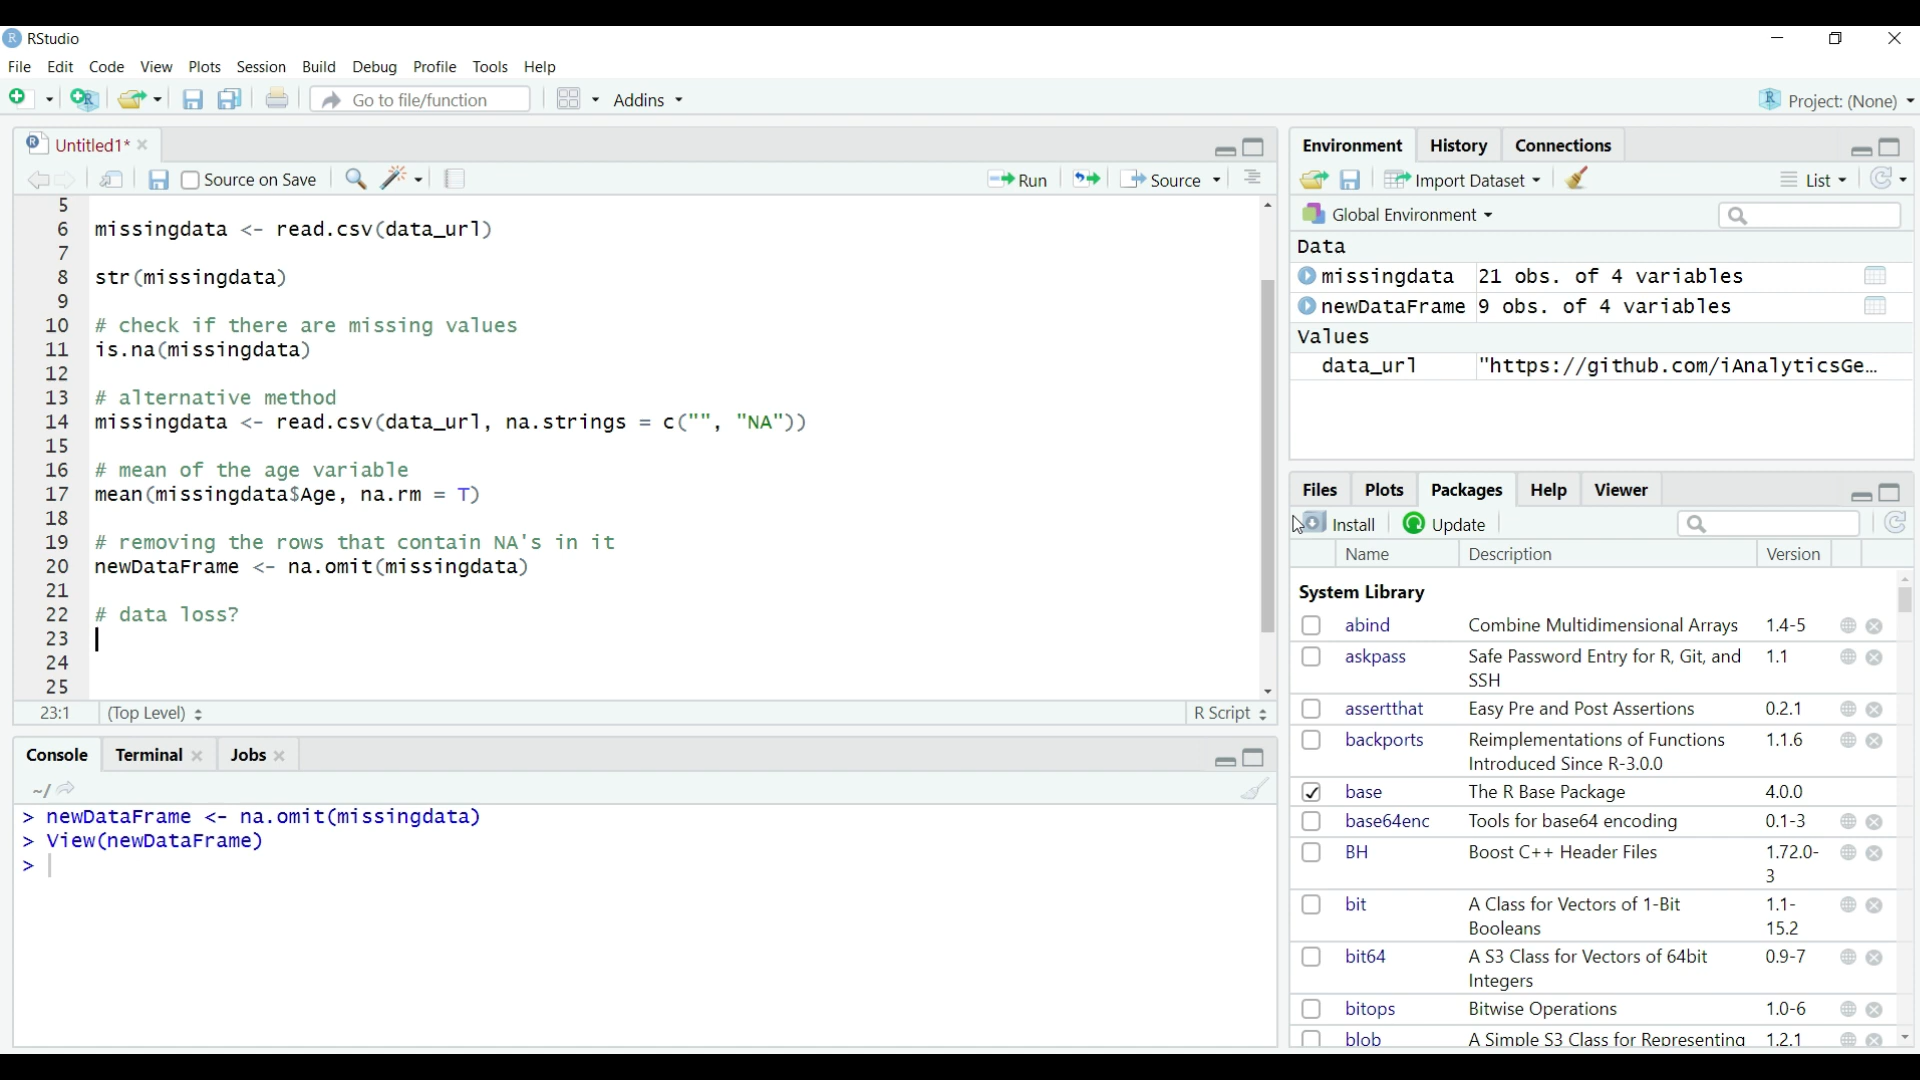 RStudio
File Edit Code View Plots Session Build Debug Profile Tools Help
Go to file/function Addins Project: (None)
Untitled1*
Source on Save Run Source
5
6 missingdata <- read.csv(data_url)
7
8 str(missingdata)
9
10 # check if there are missing values
11 is.na(missingdata)
12
13 # alternative method
14 missingdata <- read.csv(data_url, na.strings = c("", "NA"))
15
16 # mean of the age variable
17 mean(missingdata$Age, na.rm = T)
18
19 # removing the rows that contain NA's in it
20 newDataFrame <- na.omit(missingdata)
21
22 # data loss?
23
24
25
23:1 (Top Level) R Script
Console Terminal Jobs
~/
> newDataFrame <- na.omit(missingdata)
> View(newDataFrame)
>
Environment History Connections
Import Dataset List
Global Environment
Data
missingdata 21 obs. of 4 variables
newDataFrame 9 obs. of 4 variables
Values
data_url "https://github.com/iAnalyticsGe…
Files Plots Packages Help Viewer
Install Update
Name Description Version
System Library
abind Combine Multidimensional Arrays 1.4-5
askpass Safe Password Entry for R, Git, and 1.1
SSH
assertthat Easy Pre and Post Assertions 0.2.1
backports Reimplementations of Functions 1.1.6
Introduced Since R-3.0.0
base The R Base Package 4.0.0
base64enc Tools for base64 encoding 0.1-3
BH Boost C++ Header Files 1.72.0-
3
bit A Class for Vectors of 1-Bit 1.1-
Booleans 15.2
bit64 A S3 Class for Vectors of 64bit 0.9-7
Integers
bitops Bitwise Operations 1.0-6
blob A Simple S3 Class for Representing 1.2.1